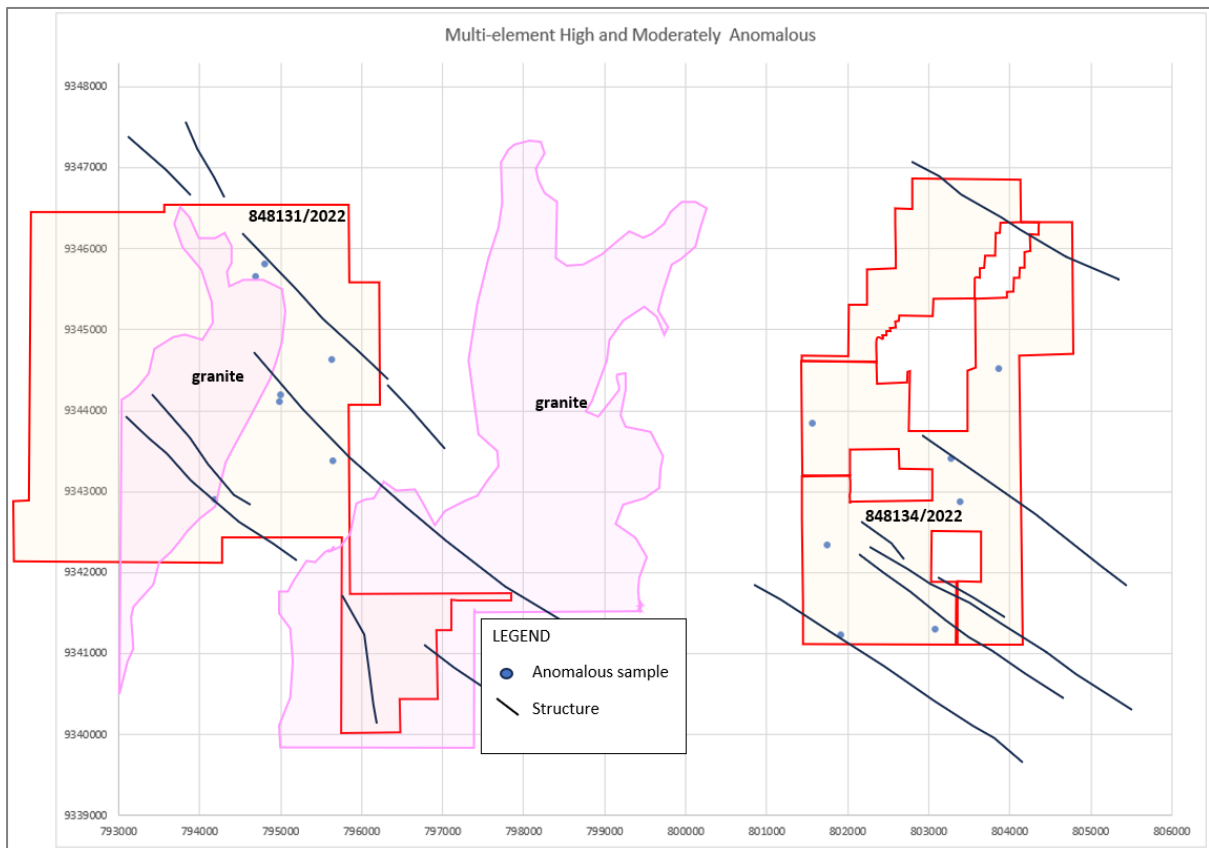 Multi-element High and Moderately Anomalous
9348000
9347000
9346000
9345000
9344000
9343000
9342000
9341000
9340000
9339000
848131/2022
granite
granite
848134/2022
LEGEND
Anomalous sample
Structure
793000 794000 795000 796000 797000 798000 799000 800000 801000 802000 803000 804000 805000 806000